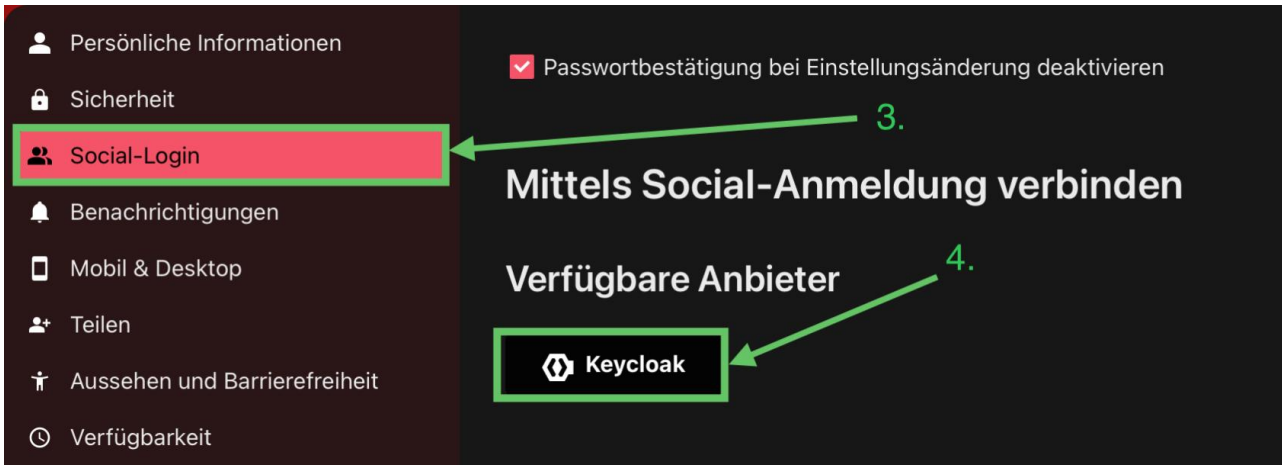 Persönliche Informationen
Sicherheit
Social-Login
Benachrichtigungen
Mobil & Desktop
Teilen
Aussehen und Barrierefreiheit
Verfügbarkeit
Passwortbestätigung bei Einstellungsänderung deaktivieren
3.
Mittels Social-Anmeldung verbinden
4.
Verfügbare Anbieter
Keycloak